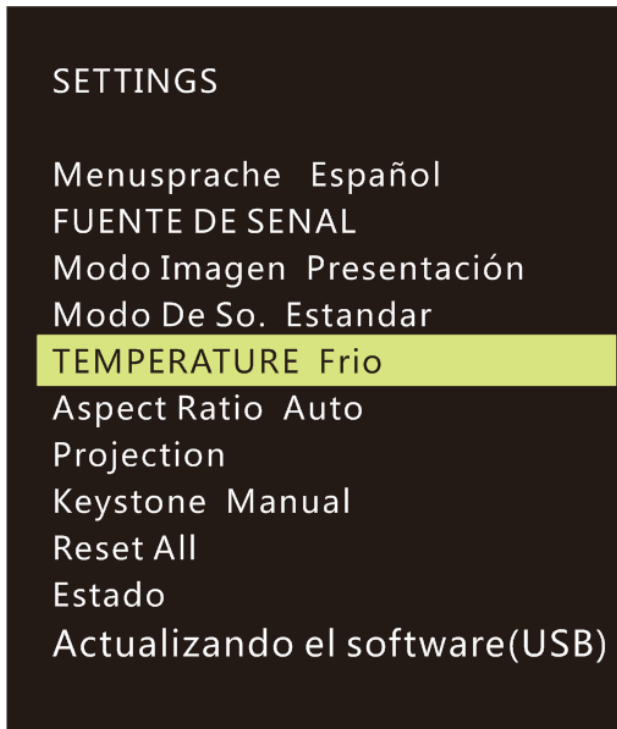 SETTINGS
Menusprache Español
FUENTE DE SENAL
Modo Imagen Presentación
Modo De So. Estandar
TEMPERATURE Frio
Aspect Ratio Auto
Projection
Keystone Manual
Reset All
Estado
Actualizando el software(USB)